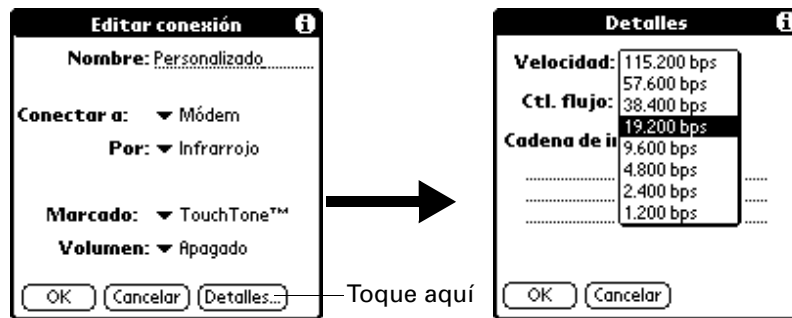 Editar conexión
Nombre: Personalizado
Conectar a: Módem
Por: Infrarrojo
Marcado: TouchTone™
Volumen: Apagado
OK Cancelar Detalles...
Toque aquí
Detalles
Velocidad: 115.200 bps
57.600 bps
Ctl. flujo: 38.400 bps
19.200 bps
Cadena de 9.600 bps
4.800 bps
2.400 bps
1.200 bps
OK Cancelar